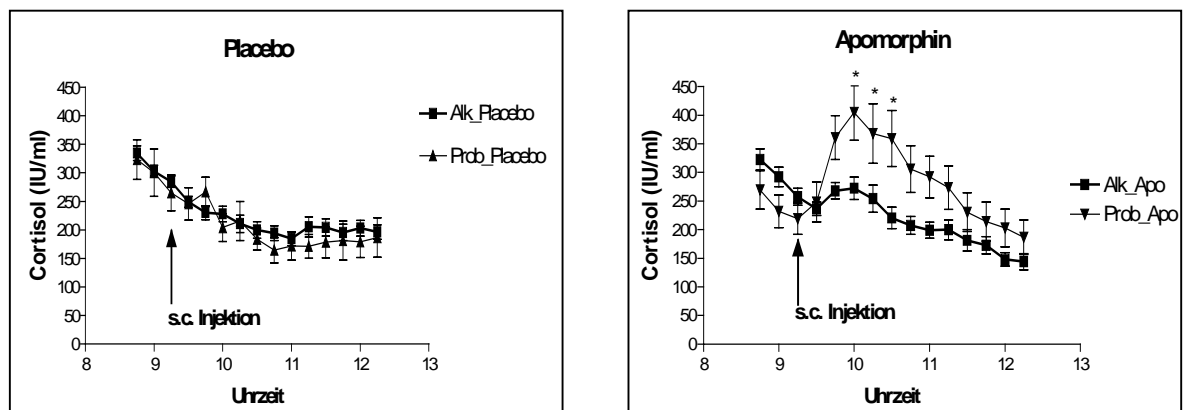 Placebo
Cortisol (IU/ml)
450
400
350
300
250
200
150
100
50
0
Alk_Placebo
Prob_Placebo
s.c. Injektion
8 9 10 11 12 13
Uhrzeit
Apomorphin
Cortisol (IU/ml)
450
400
350
300
250
200
150
100
50
0
* * *
Alk_Apo
Prob_Apo
s.c. Injektion
8 9 10 11 12 13
Uhrzeit